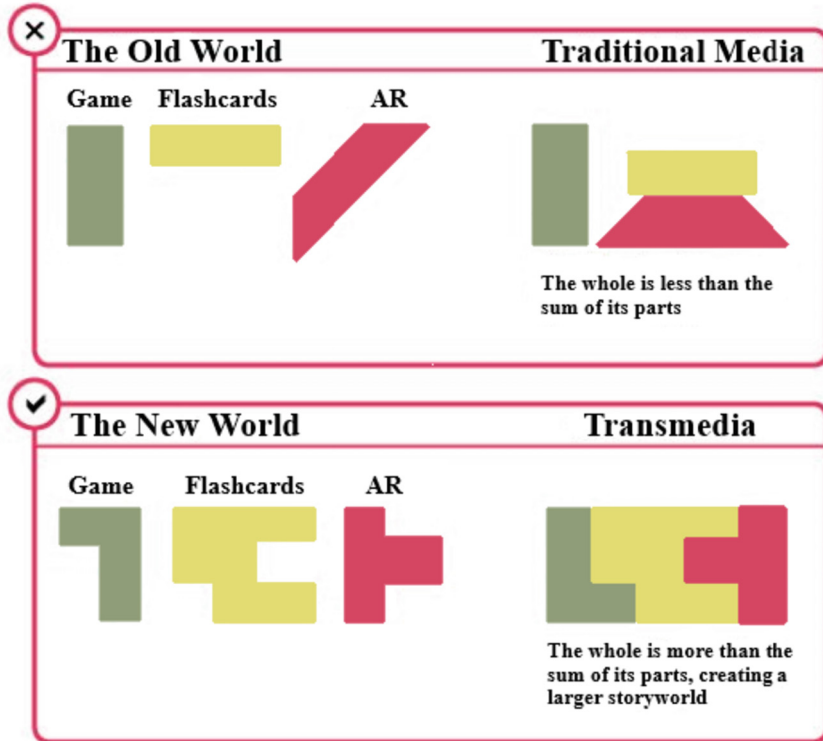 The Old World
Traditional Media
Game
Flashcards
AR
The whole is less than the
sum of its parts
The New World
Transmedia
Game
Flashcards
AR
The whole is more than the
sum of its parts, creating a
larger storyworld